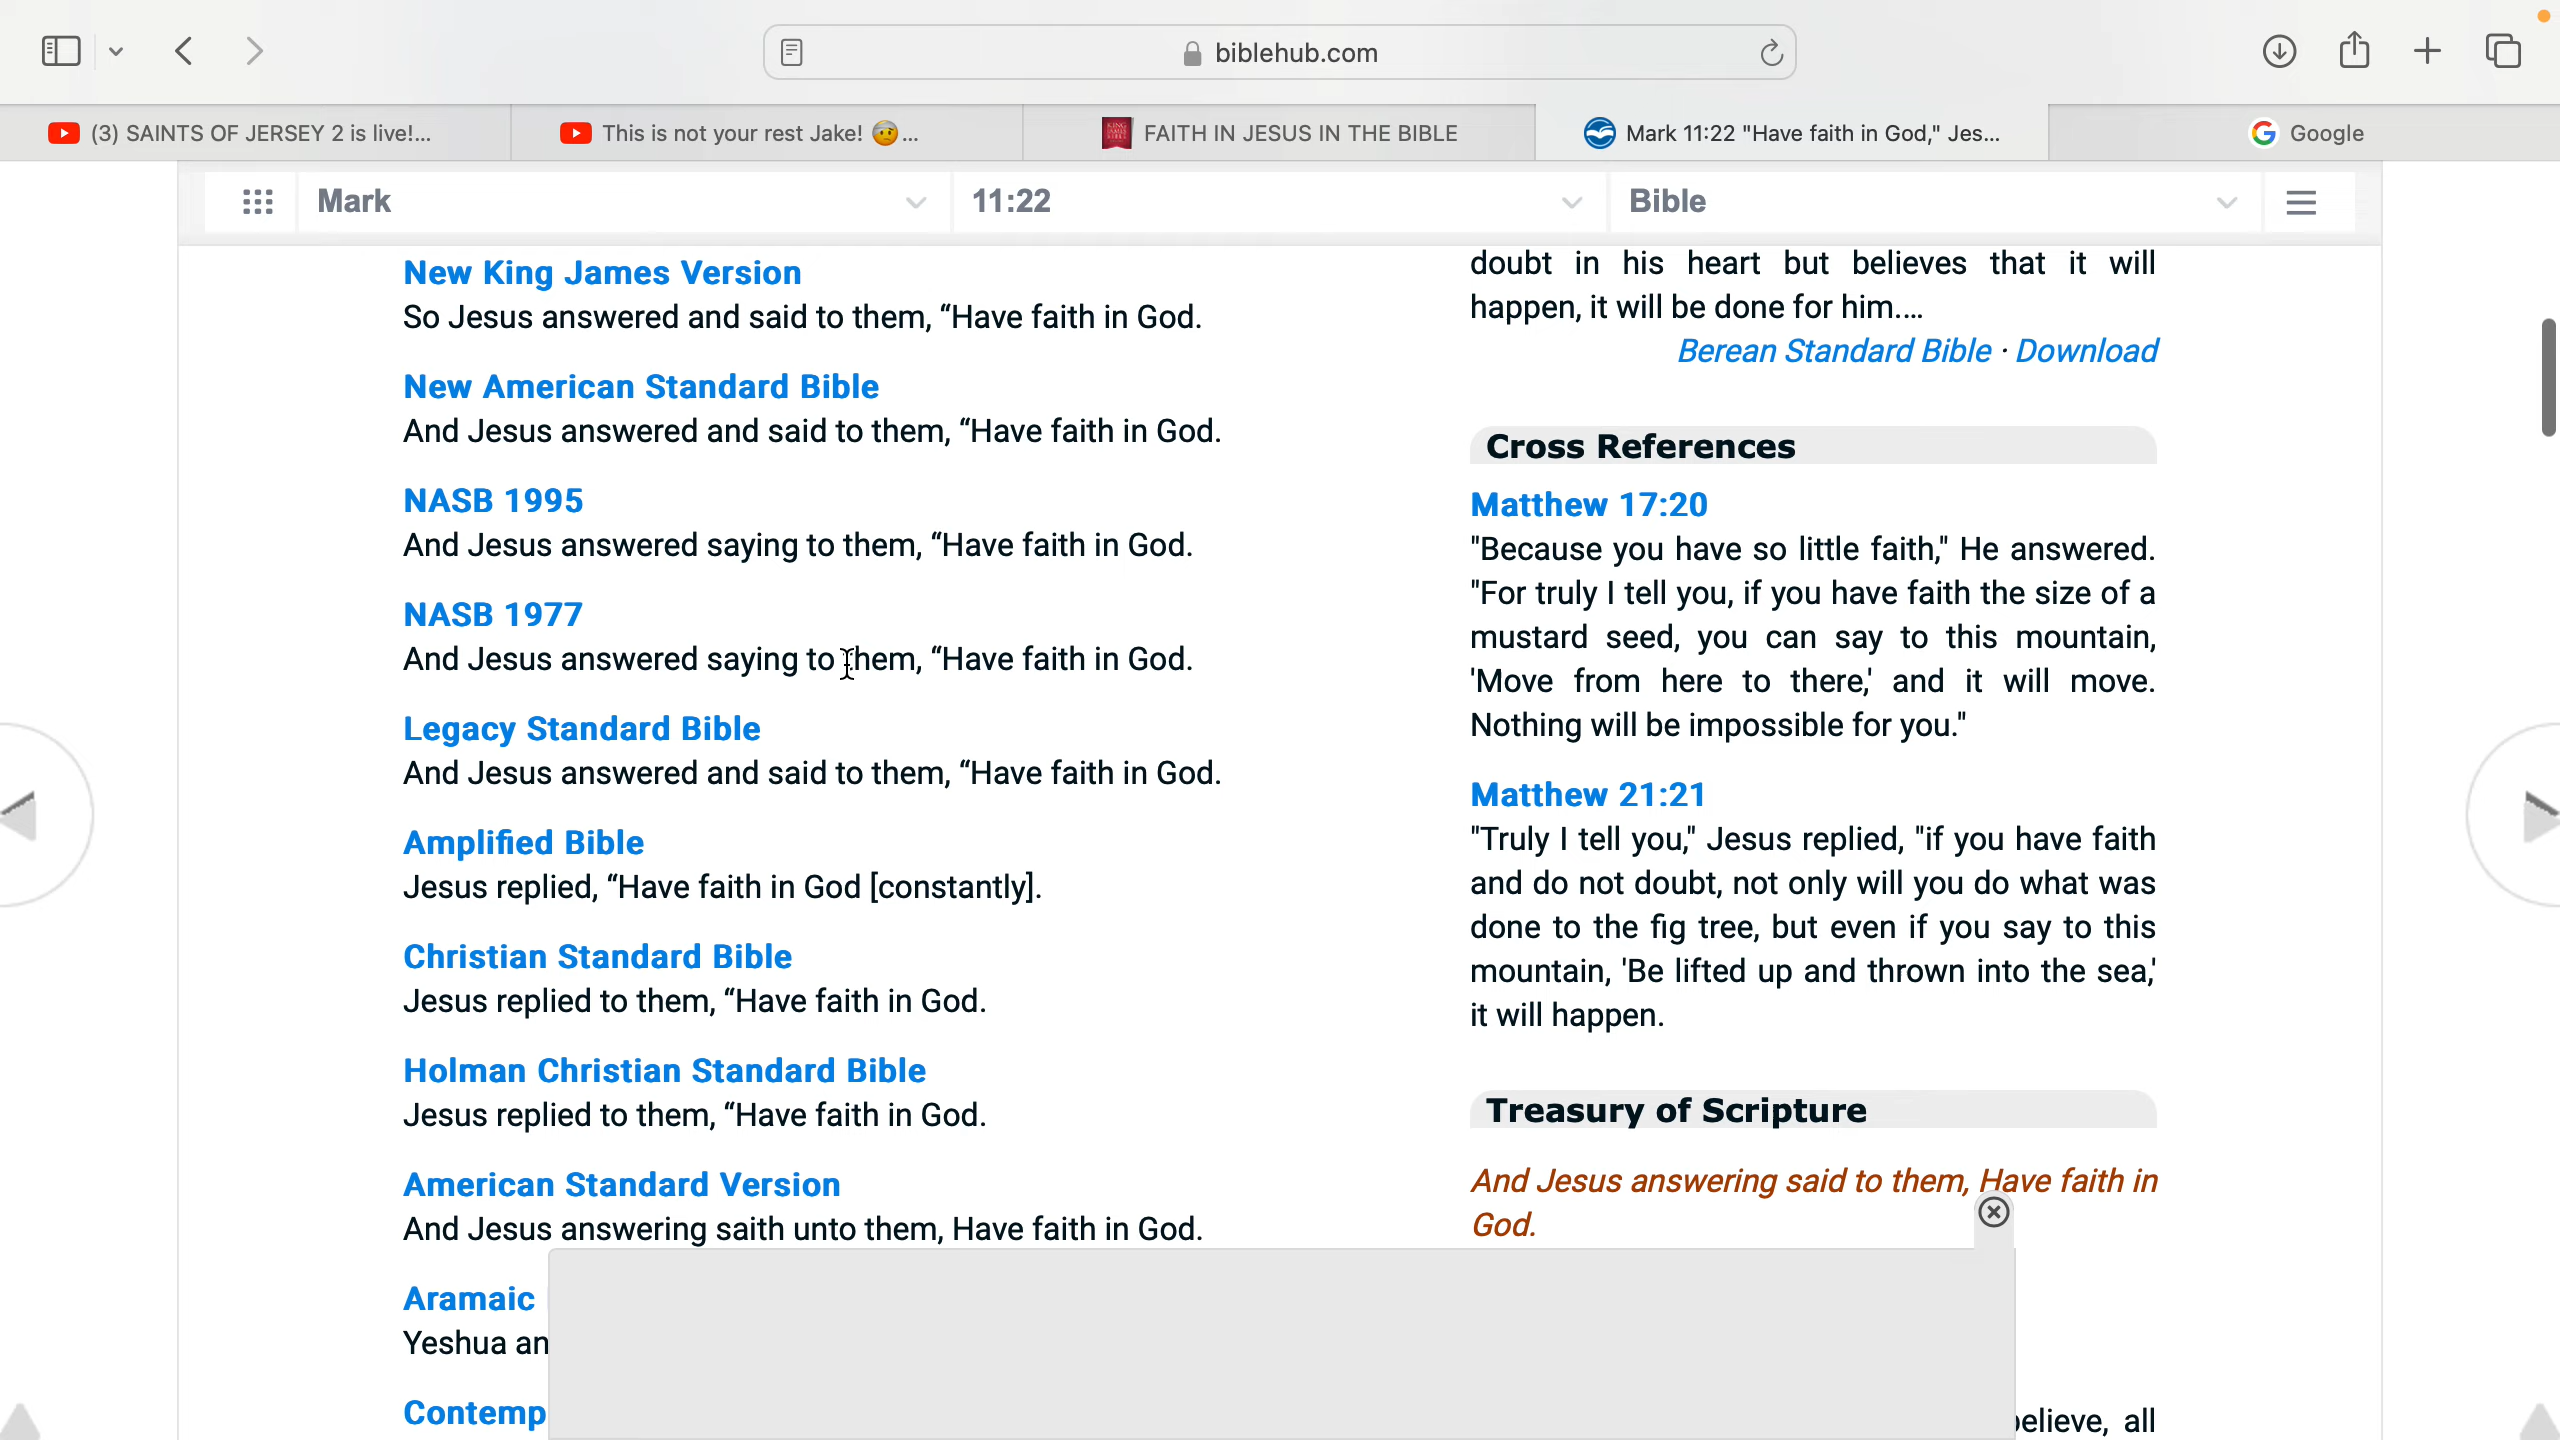 biblehub.com
(3) SAINTS OF JERSEY 2 is live!...
This is not your rest Jake! 🤕...
FAITH IN JESUS IN THE BIBLE
Mark 11:22 "Have faith in God," Jes...
Google
Mark
11:22
Bible
New King James Version
So Jesus answered and said to them, “Have faith in God.
New American Standard Bible
And Jesus answered and said to them, “Have faith in God.
NASB 1995
And Jesus answered saying to them, “Have faith in God.
NASB 1977
And Jesus answered saying to them, “Have faith in God.
Legacy Standard Bible
And Jesus answered and said to them, “Have faith in God.
Amplified Bible
Jesus replied, “Have faith in God [constantly].
Christian Standard Bible
Jesus replied to them, “Have faith in God.
Holman Christian Standard Bible
Jesus replied to them, “Have faith in God.
American Standard Version
And Jesus answering saith unto them, Have faith in God.
Aramaic
Yeshua an
Contemp
doubt in his heart but believes that it will
happen, it will be done for him.…
Berean Standard Bible · Download
Cross References
Matthew 17:20
"Because you have so little faith," He answered.
"For truly I tell you, if you have faith the size of a
mustard seed, you can say to this mountain,
'Move from here to there,' and it will move.
Nothing will be impossible for you."
Matthew 21:21
"Truly I tell you," Jesus replied, "if you have faith
and do not doubt, not only will you do what was
done to the fig tree, but even if you say to this
mountain, 'Be lifted up and thrown into the sea,'
it will happen.
Treasury of Scripture
And Jesus answering said to them, Have faith in
God.
believe, all